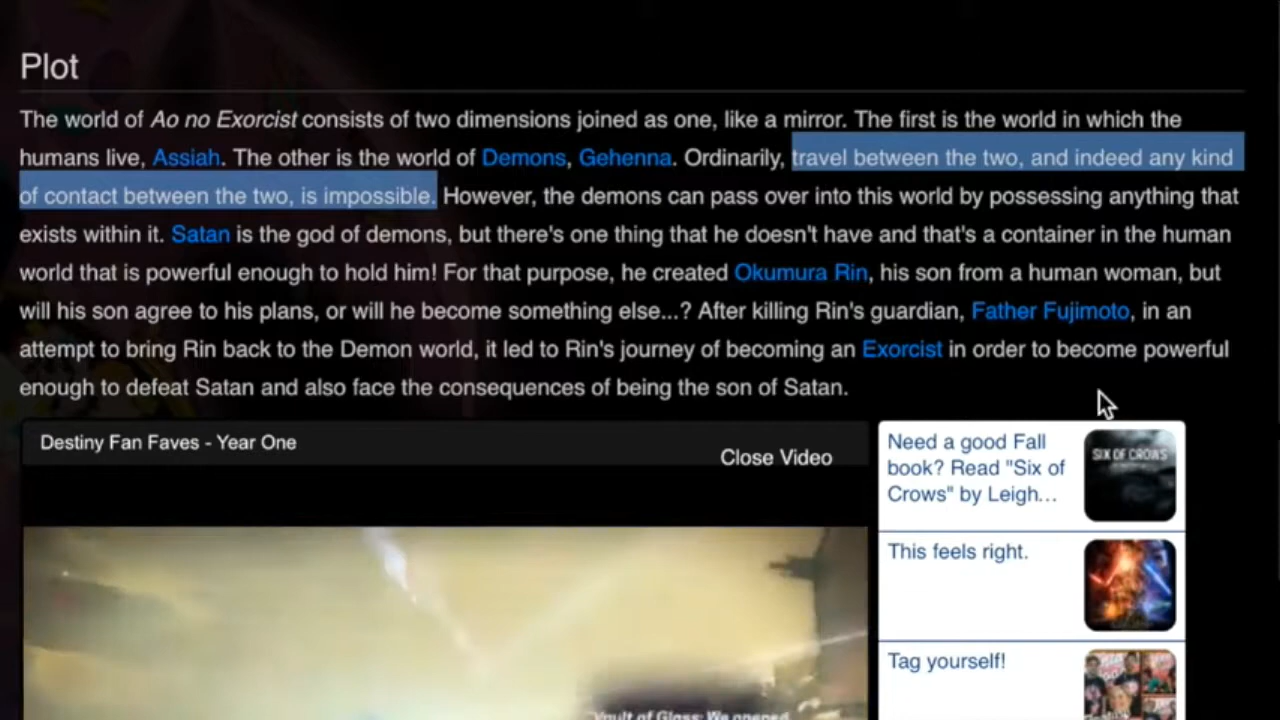 Plot
The world of Ao no Exorcist consists of two dimensions joined as one, like a mirror. The first is the world in which the
humans live, Assiah. The other is the world of Demons, Gehenna. Ordinarily, travel between the two, and indeed any kind
of contact between the two, is impossible. However, the demons can pass over into this world by possessing anything that
exists within it. Satan is the god of demons, but there's one thing that he doesn't have and that's a container in the human
world that is powerful enough to hold him! For that purpose, he created Okumura Rin, his son from a human woman, but
will his son agree to his plans, or will he become something else...? After killing Rin's guardian, Father Fujimoto, in an
attempt to bring Rin back to the Demon world, it led to Rin's journey of becoming an Exorcist in order to become powerful
enough to defeat Satan and also face the consequences of being the son of Satan.
Destiny Fan Faves - Year One
Close Video
Need a good Fall
book? Read "Six of
Crows" by Leigh...
SIX OF CROWS
This feels right.
Tag yourself!
Vault of Glass: We opened